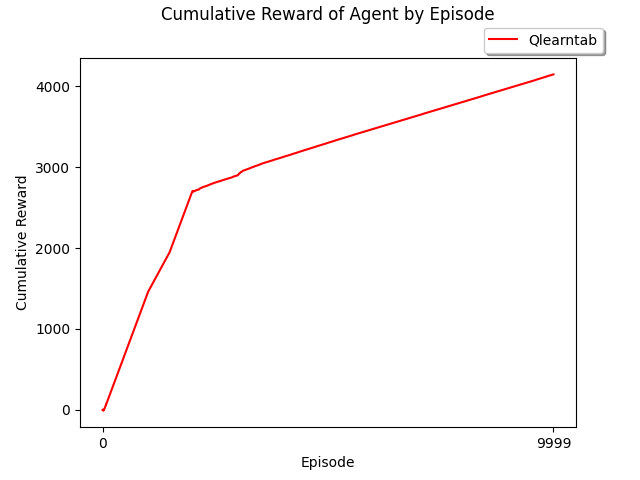 Cumulative Reward of Agent by Episode
Qlearntab
4000
3000
2000
1000
0
Cumulative Reward
0
9999
Episode